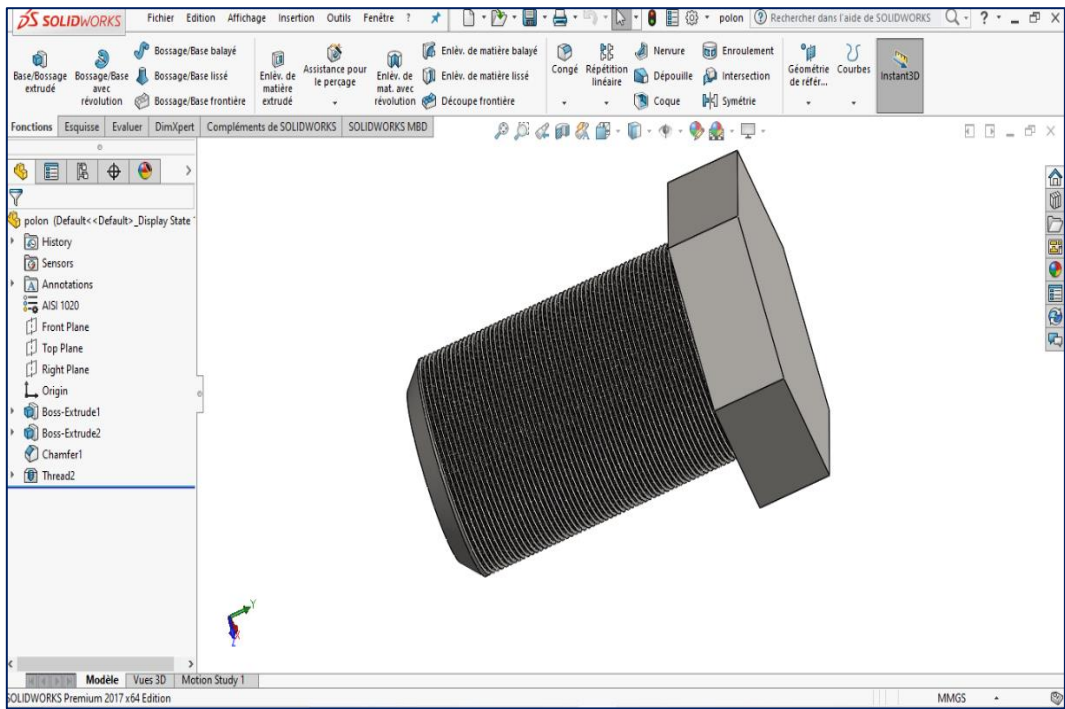 SOLIDWORKS Fichier Edition Affichage Insertion Outils Fenêtre ? polon Rechercher dans l'aide de SOLIDWORKS ?
Base/Bossage extrudé
Bossage/Base avec révolution
Bossage/Base balayé
Bossage/Base lissé
Bossage/Base frontière
Enlèv. de matière extrudé
Assistance pour le perçage
Enlèv. de mat. avec révolution
Enlèv. de matière balayé
Enlèv. de matière lissé
Découpe frontière
Congé
Répétition linéaire
Nervure
Dépouille
Coque
Enroulement
Intersection
Symétrie
Géométrie de référ...
Courbes
Instant3D
Fonctions Esquisse Evaluer DimXpert Compléments de SOLIDWORKS SOLIDWORKS MBD
polon (Default<<Default>_Display State
History
Sensors
A Annotations
AISI 1020
Front Plane
Top Plane
Right Plane
Origin
Boss-Extrude1
Boss-Extrude2
Chamfer1
Thread2
Y
Z
Modèle Vues 3D Motion Study 1
SOLIDWORKS Premium 2017 x64 Edition MMGS